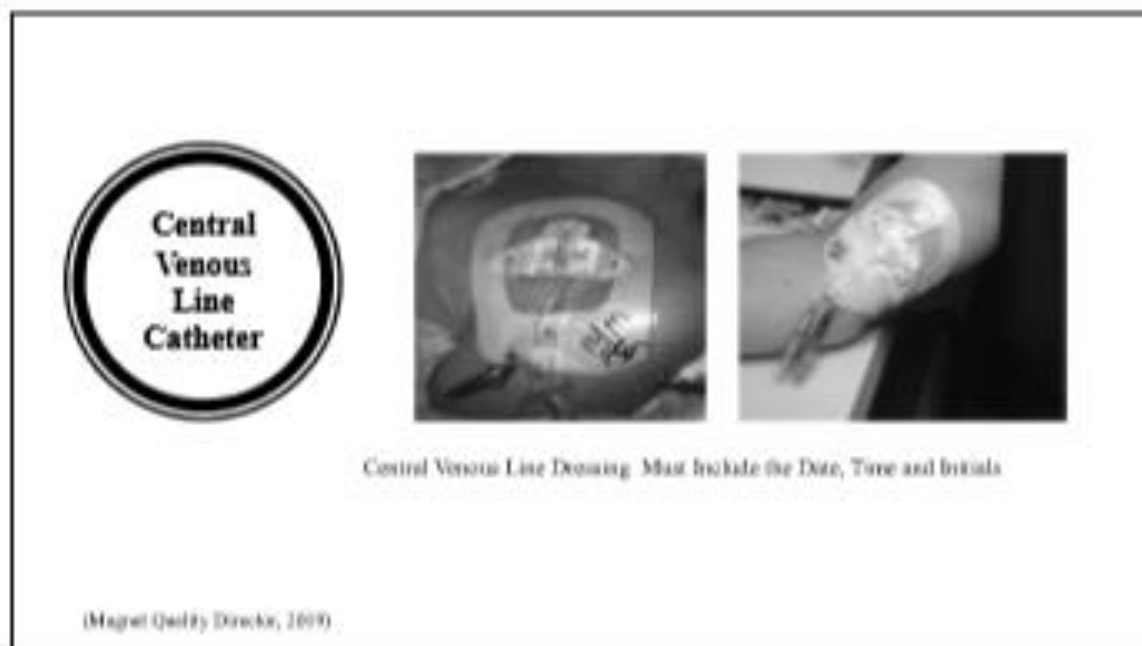 Central
Venous
Line
Catheter
Central Venous Line Dressing Must Include the Date, Time and Initials
(Magnet Quality Director, 2009)